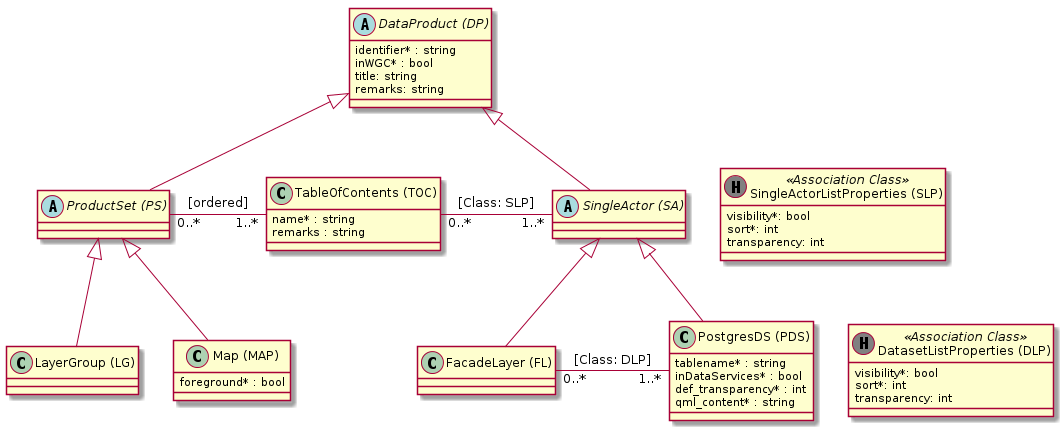 A DataProduct (DP)
identifier* : string
inWGC* : bool
title: string
remarks: string
A ProductSet (PS)
[ordered]
0..*
1..*
C TableOfContents (TOC)
name* : string
remarks : string
[Class: SLP]
0..*
1..*
A SingleActor (SA)
H «Association Class»
SingleActorListProperties (SLP)
visibility*: bool
sort*: int
transparency: int
C LayerGroup (LG)
C Map (MAP)
foreground* : bool
C FacadeLayer (FL)
[Class: DLP]
0..*
1..*
C PostgresDS (PDS)
tablename* : string
inDataServices* : bool
def_transparency* : int
qml_content* : string
H «Association Class»
DatasetListProperties (DLP)
visibility*: bool
sort*: int
transparency: int